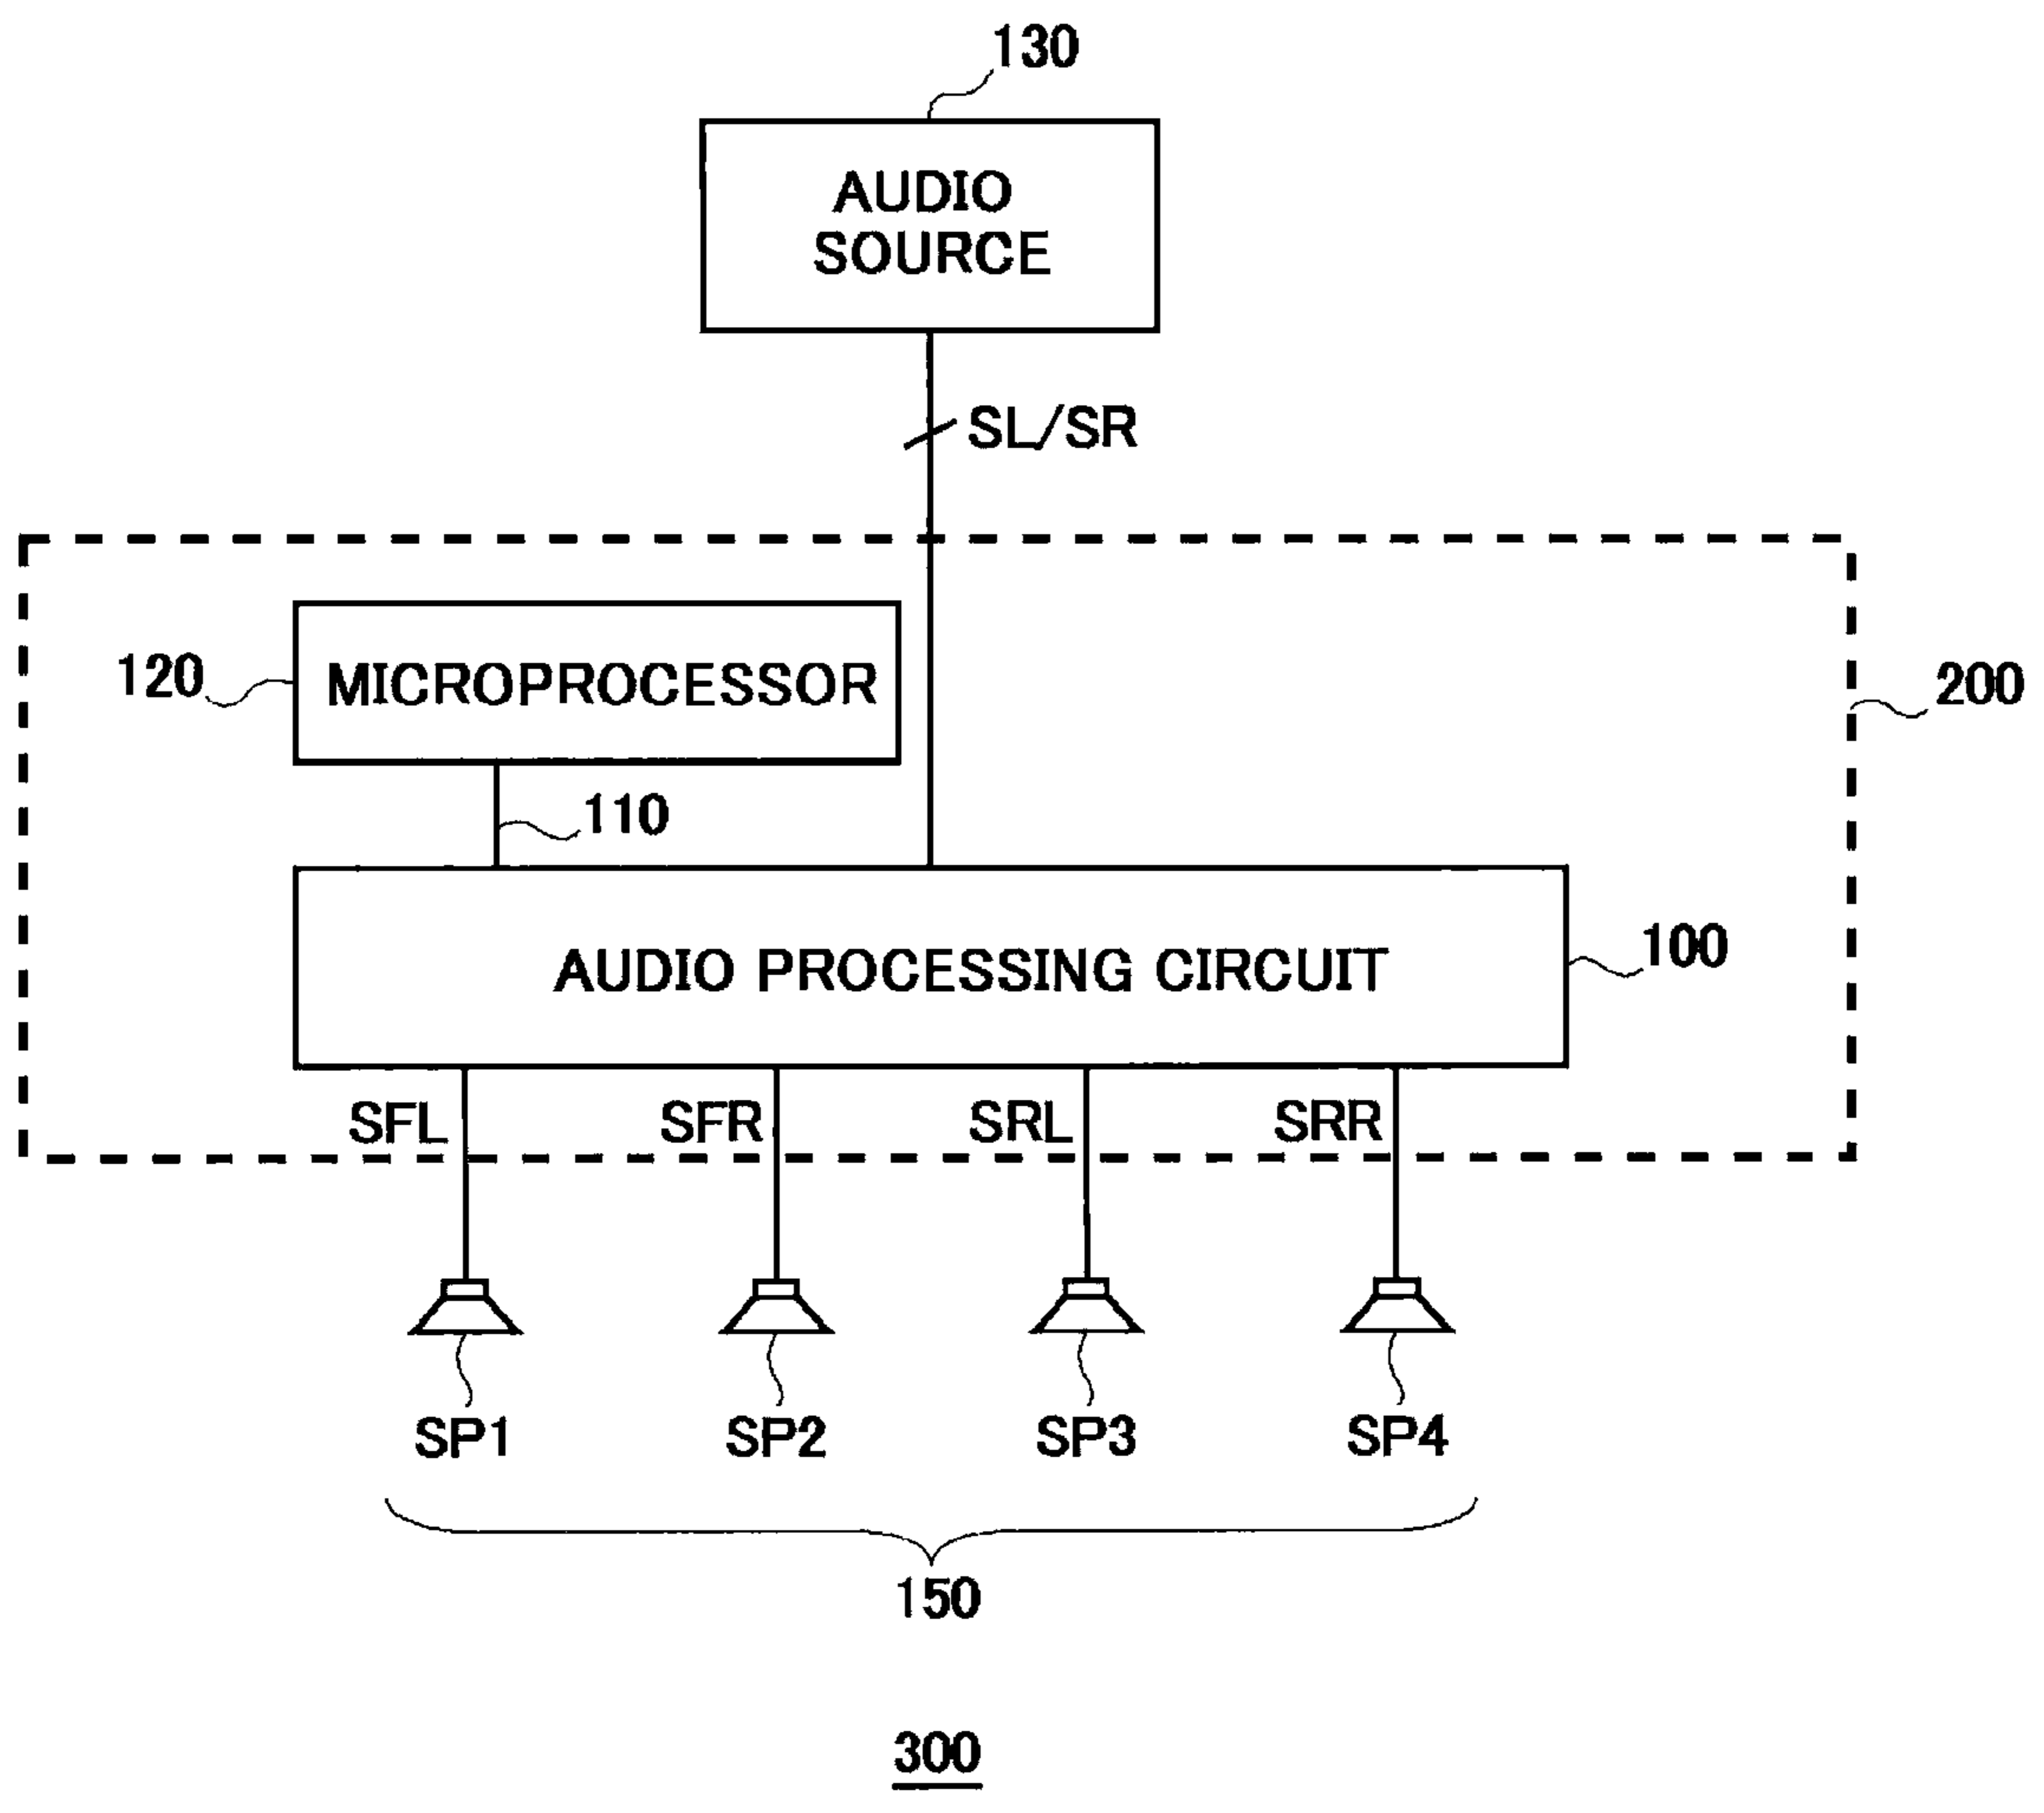 130
AUDIO
SOURCE
SL/SR
120
MICROPROCESSOR
200
110
AUDIO PROCESSING CIRCUIT
100
SFL
SFR
SRL
SRR
SP1
SP2
SP3
SP4
150
300